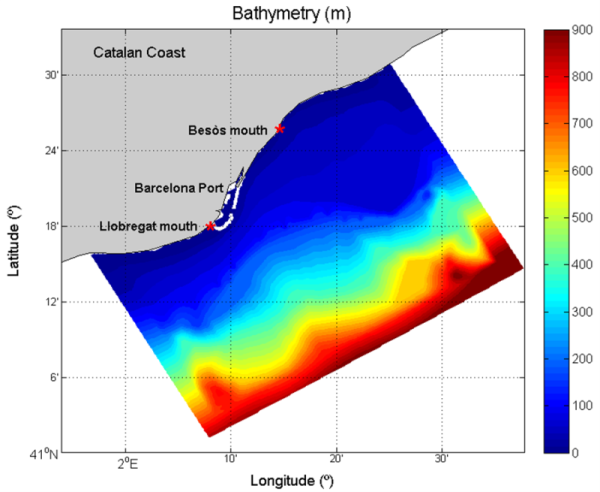 Bathymetry (m)
Catalan Coast
Besòs mouth
Barcelona Port
Llobregat mouth
Latitude (º)
30'
24'
18'
12'
6'
41ºN
2ºE
10'
20'
30'
Longitude (º)
900
800
700
600
500
400
300
200
100
0